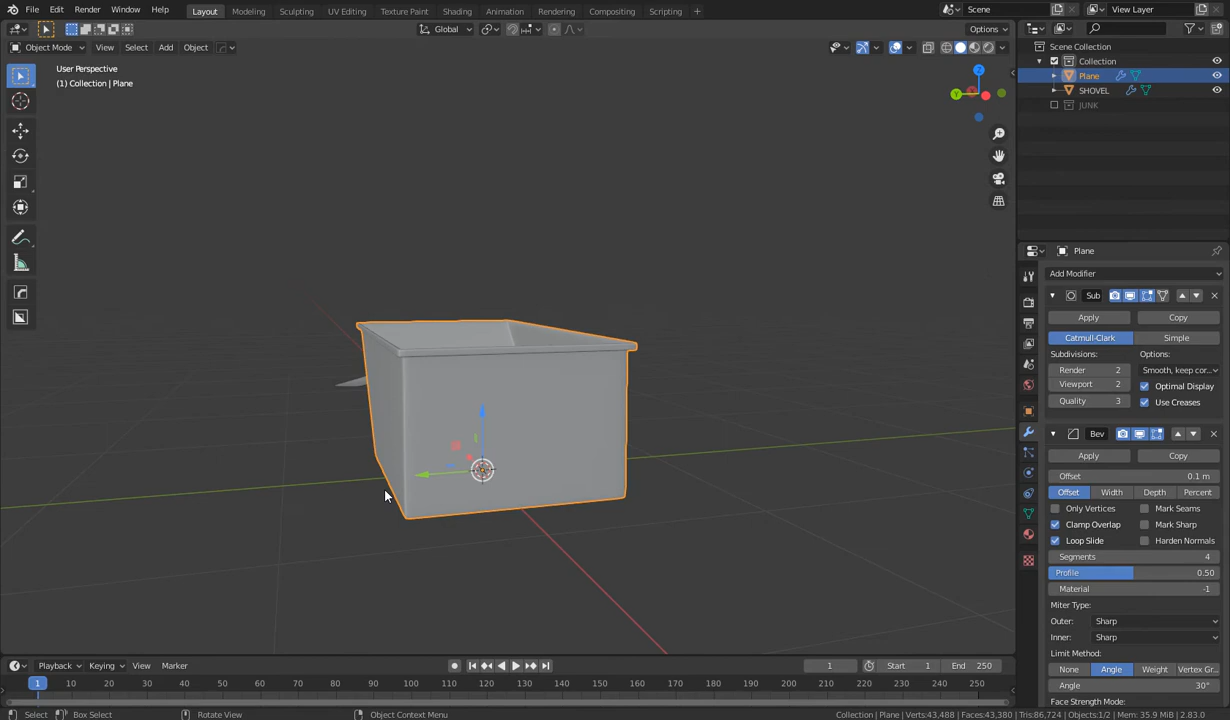 File Edit Render Window Help Layout Modeling Sculpting UV Editing Texture Paint Shading Animation Rendering Compositing Scripting Scene View Layer
Global Options
Object Mode View Select Add Object
User Perspective
(1) Collection | Plane
Scene Collection
Collection
Plane
SHOVEL
JUNK
Y
Z
Plane
Add Modifier
Sub
Apply Copy
Catmull-Clark Simple
Subdivisions: Options:
Render 2 Smooth, keep cor...
Viewport 2 Optimal Display
Quality 3 Use Creases
Bev
Apply Copy
Offset 0.1 m
Offset Width Depth Percent
Only Vertices Mark Seams
Clamp Overlap Mark Sharp
Loop Slide Harden Normals
Segments 4
Profile 0.50
Material -1
Miter Type:
Outer: Sharp
Inner: Sharp
Limit Method:
None Angle Weight Vertex Gr...
Angle 30°
Face Strength Mode:
Playback Keying View Marker 1 Start 1 End 250
1 10 20 30 40 50 60 70 80 90 100 110 120 130 140 150 160 170 180 190 200 210 220 230 240 250
Select Box Select Rotate View Object Context Menu Collection | Plane | Verts:43,488 | Faces:43,380 | Tris:86,724 | Objects:1/2 | Mem: 35.9 MiB | 2.83.0